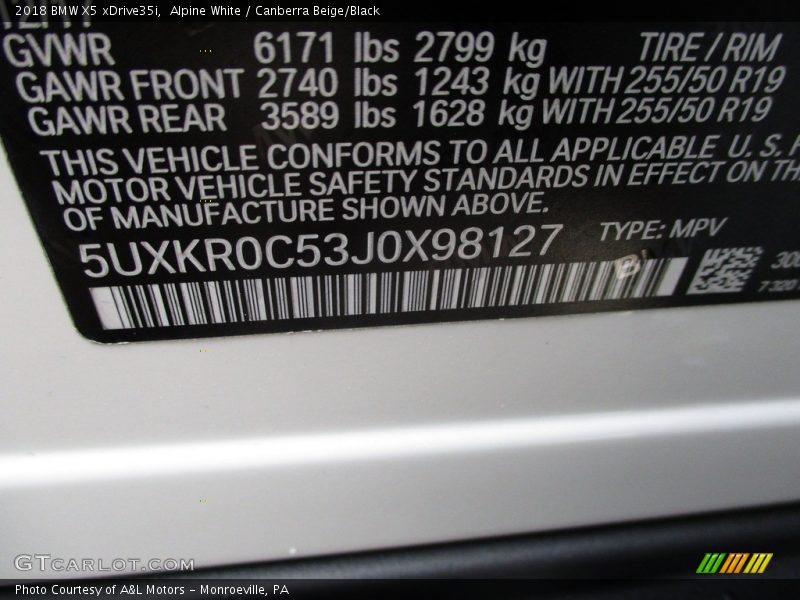 2018 BMW X5 xDrive35i, Alpine White / Canberra Beige/Black
GVWR 6171 lbs 2799 kg TIRE / RIM
GAWR FRONT 2740 lbs 1243 kg WITH 255/50 R19
GAWR REAR 3589 lbs 1628 kg WITH 255/50 R19
THIS VEHICLE CONFORMS TO ALL APPLICABLE U.S.
MOTOR VEHICLE SAFETY STANDARDS IN EFFECT ON
OF MANUFACTURE SHOWN ABOVE.
5UXKR0C53J0X98127 TYPE: MPV
GTCARLOT.COM
Photo Courtesy of A&L Motors – Monroeville, PA